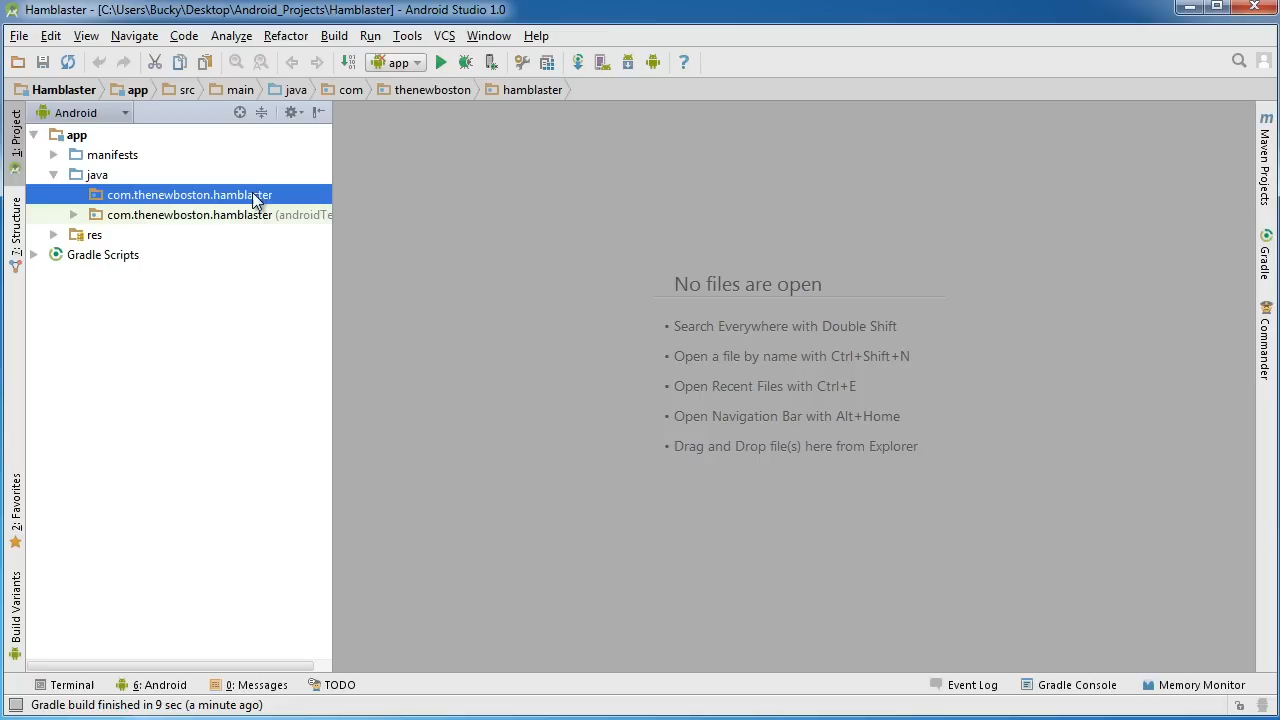 Hamblaster - [C:\Users\Bucky\Desktop\Android_Projects\Hamblaster] - Android Studio 1.0
File Edit View Navigate Code Analyze Refactor Build Run Tools VCS Window Help
app
Hamblaster app src main java com thenewboston hamblaster
Android
1: Project
7: Structure
2: Favorites
Build Variants
app
manifests
java
com.thenewboston.hamblaster
com.thenewboston.hamblaster (androidTe
res
Gradle Scripts
No files are open
• Search Everywhere with Double Shift
• Open a file by name with Ctrl+Shift+N
• Open Recent Files with Ctrl+E
• Open Navigation Bar with Alt+Home
• Drag and Drop file(s) here from Explorer
m Maven Projects
Gradle
Commander
Terminal 6: Android 0: Messages TODO Event Log Gradle Console Memory Monitor
Gradle build finished in 9 sec (a minute ago)